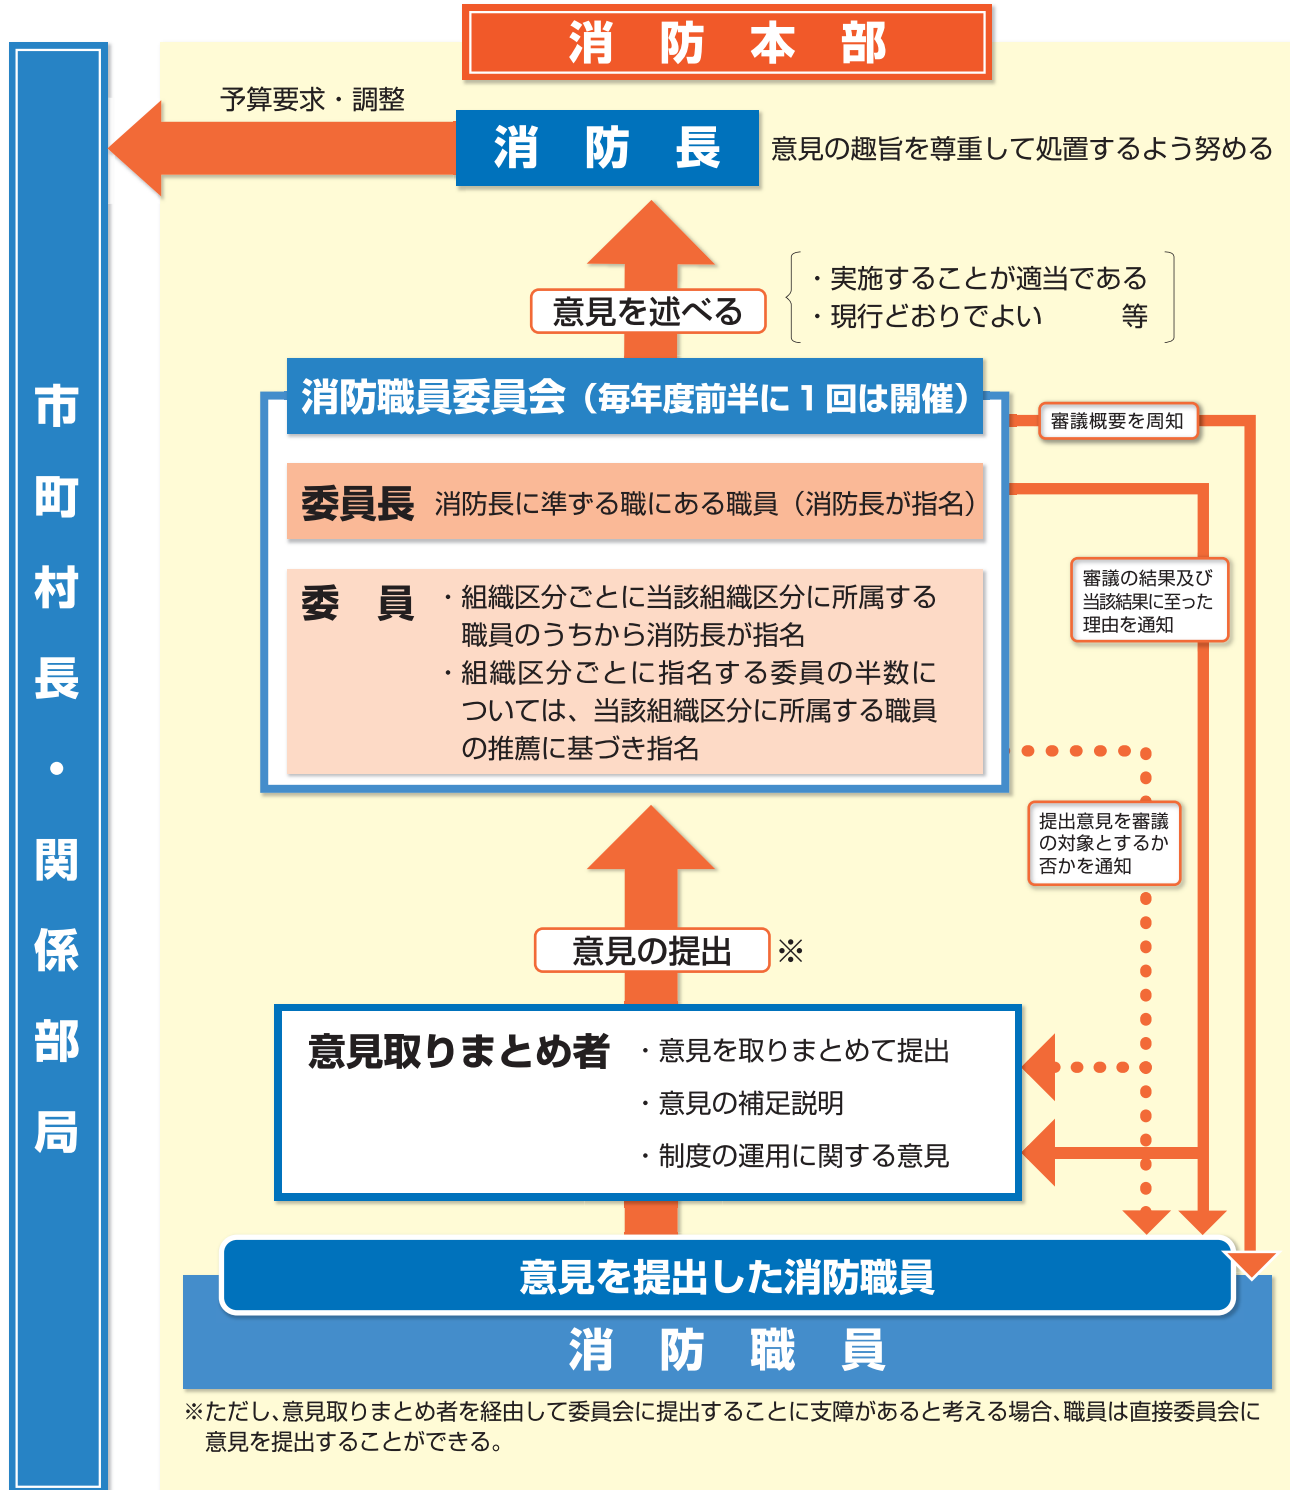 消防本部
予算要求・調整
消防長
意見の趣旨を尊重して処置するよう努める
意見を述べる
・実施することが適当である
・現行どおりでよい　　　等
消防職員委員会（毎年度前半に1回は開催）
委員長　消防長に準ずる職にある職員（消防長が指名）
委員
・組織区分ごとに当該組織区分に所属する
職員のうちから消防長が指名
・組織区分ごとに指名する委員の半数に
ついては、当該組織区分に所属する職員
の推薦に基づき指名
審議概要を周知
審議の結果及び
当該結果に至った
理由を通知
提出意見を審議
の対象とするか
否かを通知
意見の提出 ※
意見取りまとめ者
・意見を取りまとめて提出
・意見の補足説明
・制度の運用に関する意見
意見を提出した消防職員
消防職員
※ただし、意見取りまとめ者を経由して委員会に提出することに支障があると考える場合、職員は直接委員会に
意見を提出することができる。
市町村長・関係部局